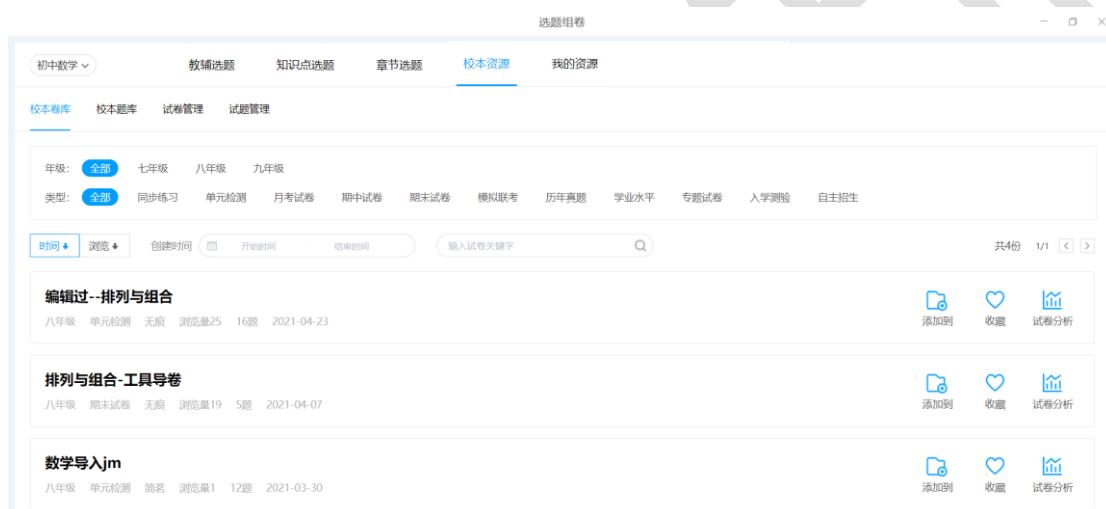 选题组卷
初中数学 教辅选题 知识点选题 章节选题 校本资源 我的资源
校本卷库 校本题库 试卷管理 试题管理
年级: 全部 七年级 八年级 九年级
类型: 全部 同步练习 单元检测 月考试卷 期中试卷 期末试卷 模拟联考 历年真题 学业水平 专题试卷 入学测验 自主招生
时间 浏览 创建时间 开始时间 - 结束时间 输入试卷关键字 共4份 1/1
编辑过--排列与组合
八年级 单元检测 无痕 浏览量25 16题 2021-04-23
添加到 收藏 试卷分析
排列与组合-工具导卷
八年级 期末试卷 无痕 浏览量19 5题 2021-04-07
添加到 收藏 试卷分析
数学导入jm
八年级 单元检测 简茗 浏览量1 12题 2021-03-30
添加到 收藏 试卷分析